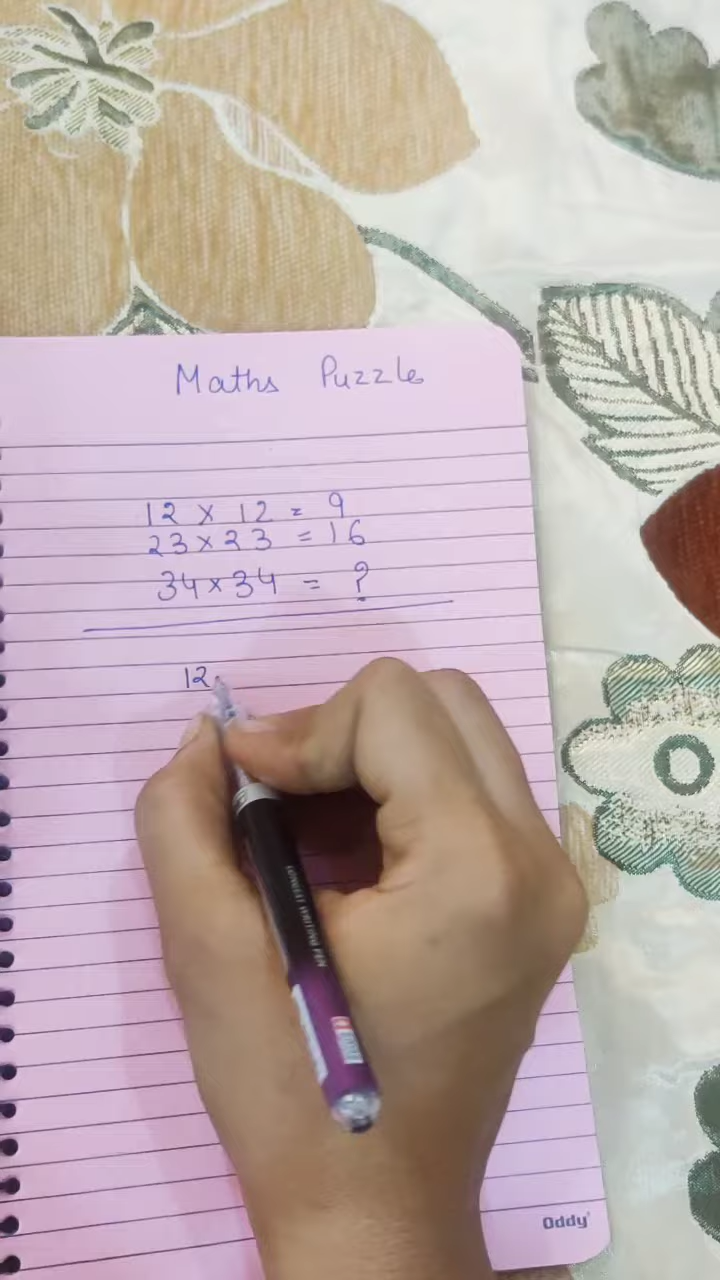 Maths Puzzle
12 × 12 = 9
23 × 23 = 16
34 × 34 = ?
12
Oddy